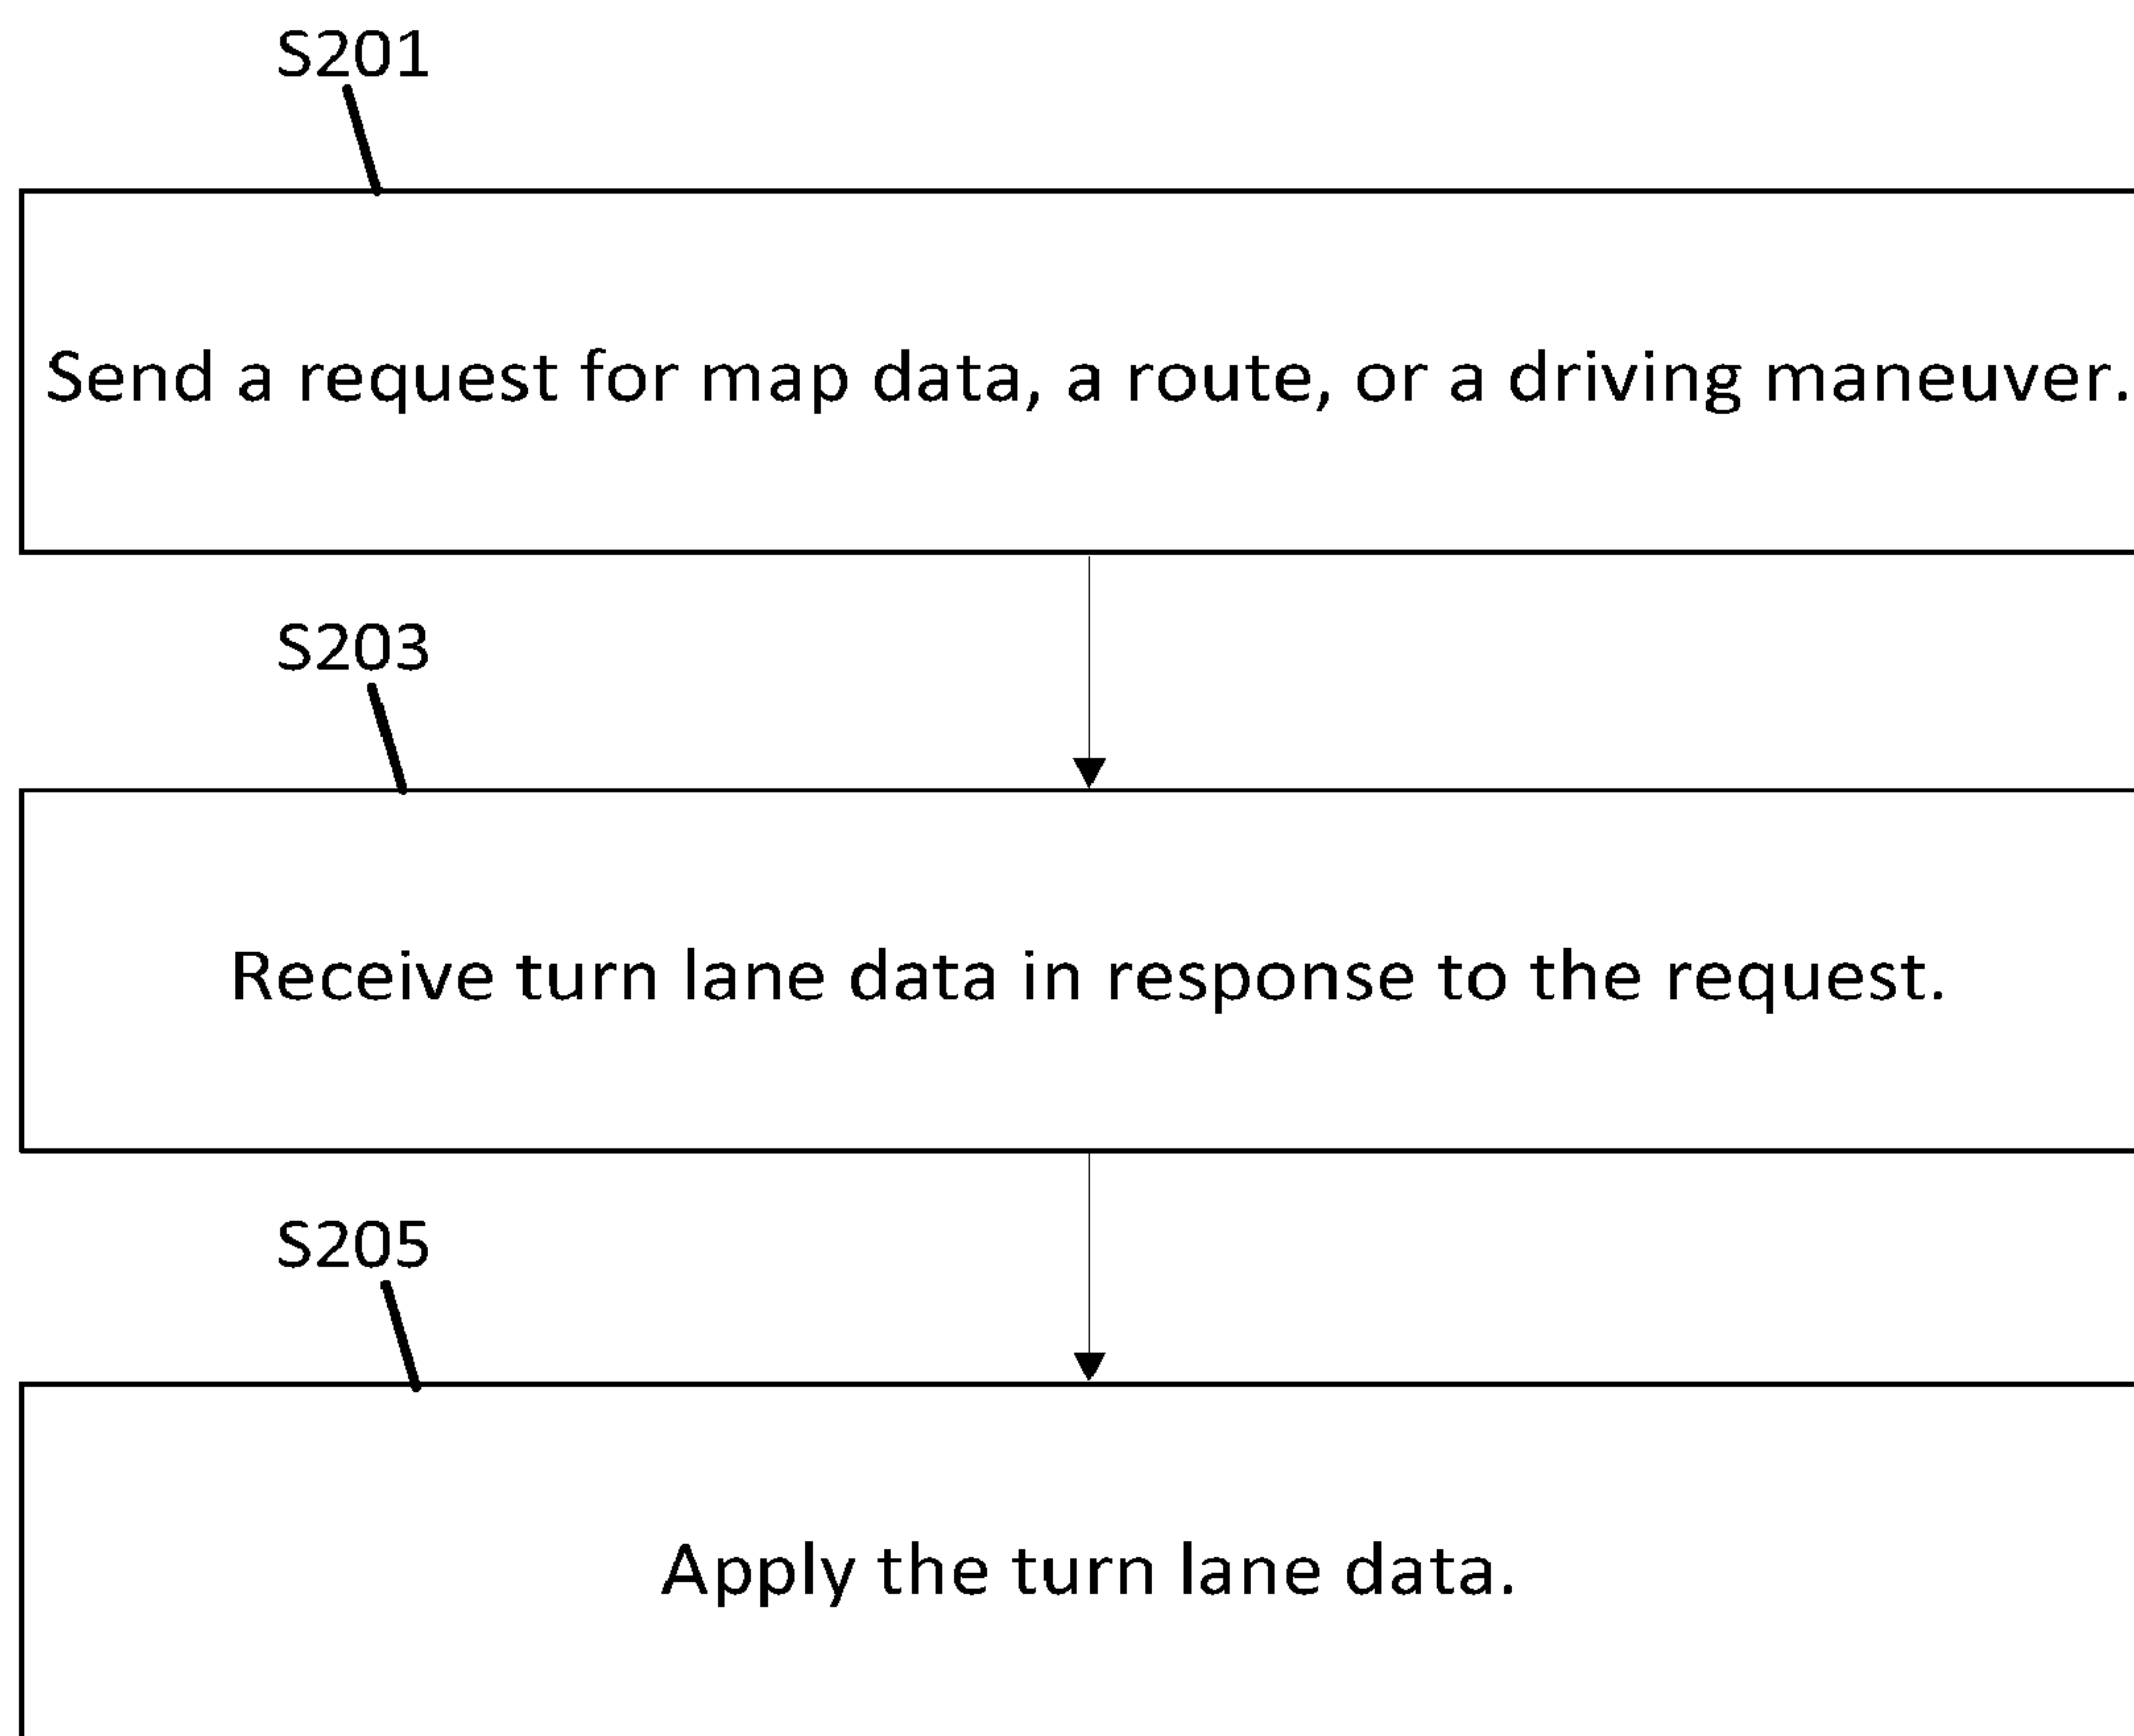 S201
Send a request for map data, a route, or a driving maneuver.
S203
Receive turn lane data in response to the request.
S205
Apply the turn lane data.